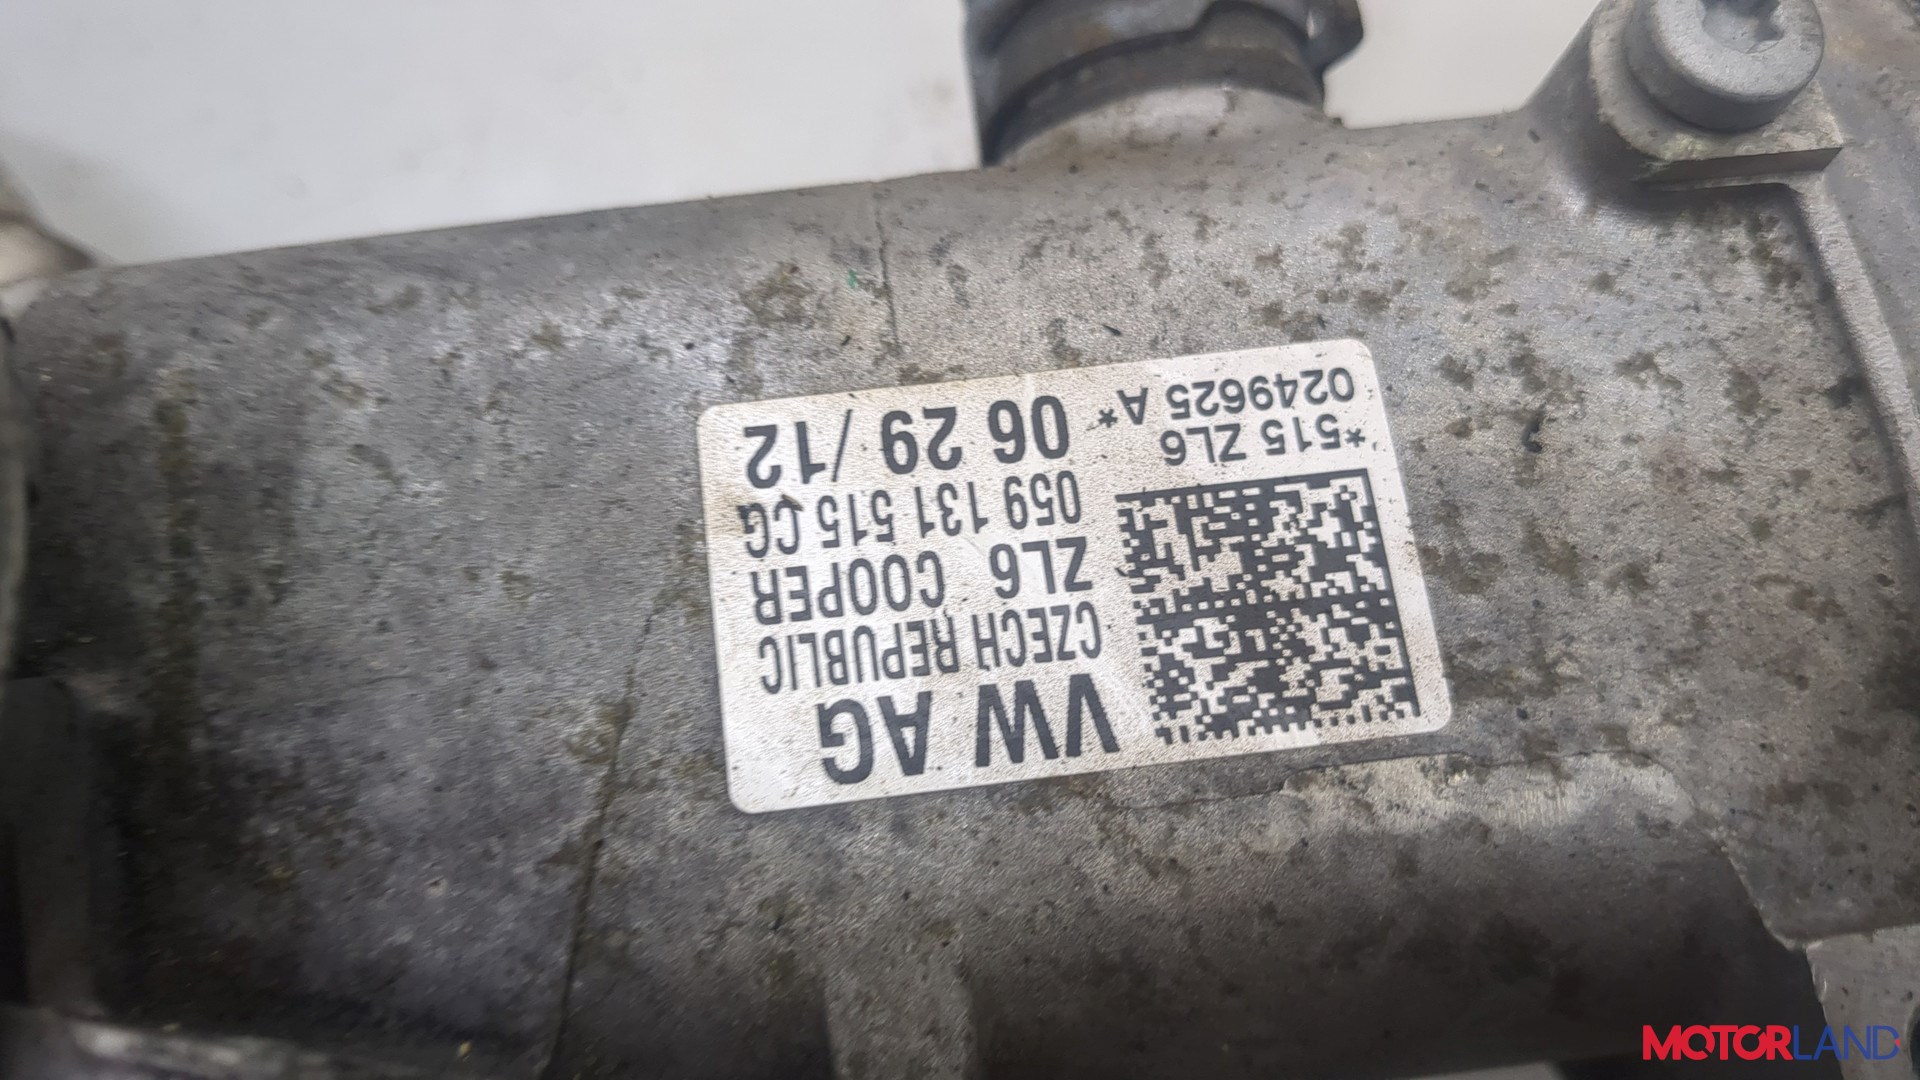 VW AG
CZECH REPUBLIC
ZL6 COOPER
059 131 515 CG
06 29 /12
*515 ZL6
0249625 A*
A
MOTORLAND